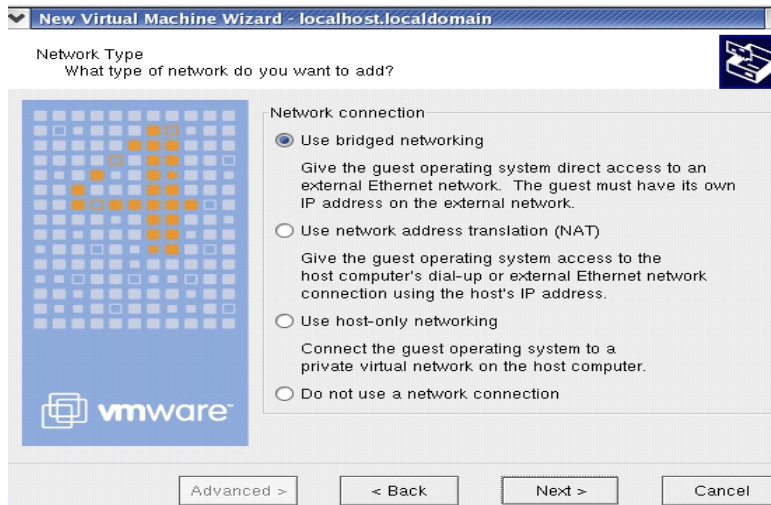 New Virtual Machine Wizard - localhost.localdomain
Network Type
What type of network do you want to add?
Network connection
Use bridged networking
Give the guest operating system direct access to an
external Ethernet network. The guest must have its own
IP address on the external network.
Use network address translation (NAT)
Give the guest operating system access to the
host computer's dial-up or external Ethernet network
connection using the host's IP address.
Use host-only networking
Connect the guest operating system to a
private virtual network on the host computer.
Do not use a network connection
vmware
Advanced > < Back Next > Cancel